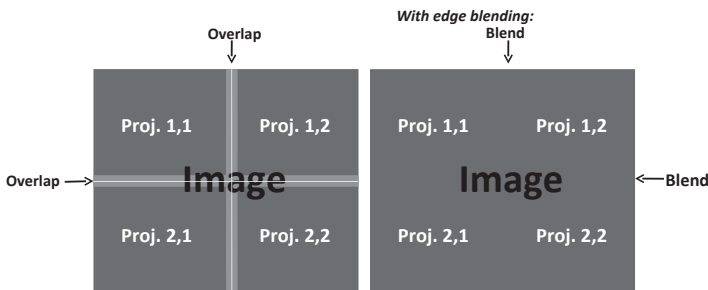 With edge blending:
Overlap
Blend
Proj. 1,1
Proj. 1,2
Proj. 1,1
Proj. 1,2
Overlap
Image
Image
Blend
Proj. 2,1
Proj. 2,2
Proj. 2,1
Proj. 2,2